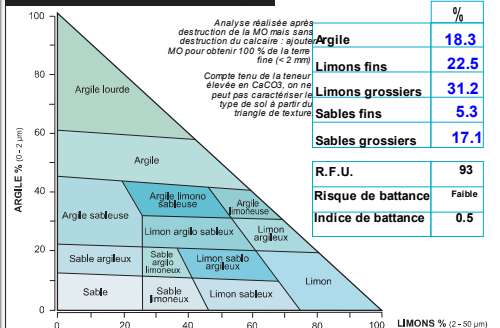 Analyse réalisée après
destruction de la MO mais sans
destruction du calcaire : ajouter
MO pour obtenir 100 % de la terre
fine (< 2 mm)
Compte tenu de la teneur
élevée en CaCO3, on ne
peut pas caractériser le
type de sol à partir du
triangle de texture
%
Argile 18.3
Limons fins 22.5
Limons grossiers 31.2
Sables fins 5.3
Sables grossiers 17.1
R.F.U. 93
Risque de battance Faible
Indice de battance 0.5
ARGILE % (0 - 2 µm)
100
80
60
40
20
0
Argile lourde
Argile
Argile sableuse
Argile limono
sableuse
Argile
limoneuse
Limon argilo sableux
Limon
argileux
Sable argileux
Sable
argilo
limoneux
Limon sablo
argileux
Limon
Sable
Sable
limoneux
Limon sableux
0 20 40 60 80 100
LIMONS % (2 - 50 µm)